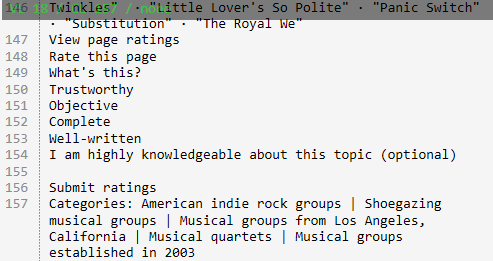 146 Twinkles" · "Little Lover's So Polite" · "Panic Switch"
· "Substitution" · "The Royal We"
147 View page ratings
148 Rate this page
149 What's this?
150 Trustworthy
151 Objective
152 Complete
153 Well-written
154 I am highly knowledgeable about this topic (optional)
155
156 Submit ratings
157 Categories: American indie rock groups | Shoegazing
musical groups | Musical groups from Los Angeles,
California | Musical quartets | Musical groups
established in 2003